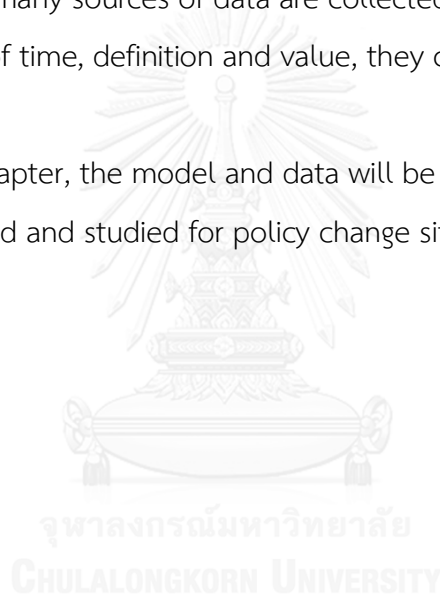 many sources of data are collected
of time, definition and value, they
apter, the model and data will be
d and studied for policy change
จุฬาลงกรณ์มหาวิทยาลัย
CHULALONGKORN UNIVERSITY